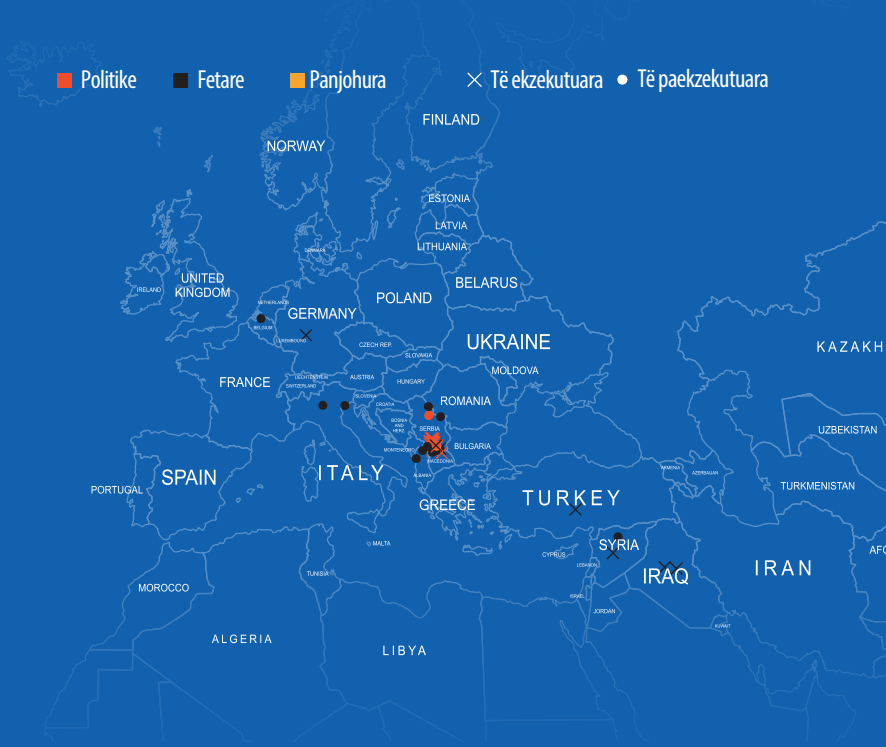 Politike
Fetare
Panjohura
Të ekzekutuara
Të paekzekutuara
FINLAND
NORWAY
ESTONIA
LATVIA
LITHUANIA
DENMARK
UNITED
KINGDOM
IRELAND
BELARUS
POLAND
NETHERLANDS
GERMANY
BELGIUM
LUXEMBOURG
UKRAINE
CZECH REP.
SLOVAKIA
KAZAKH
MOLDOVA
LIECHTENSTEIN
AUSTRIA
SWITZERLAND
HUNGARY
FRANCE
SLOVENIA
ROMANIA
CROATIA
BOSNIA
AND
HERZ.
SERBIA
UZBEKISTAN
BULGARIA
MONTENEGRO
MACEDONIA
ITALY
ALBANIA
SPAIN
ARMENIA
AZERBAIJAN
PORTUGAL
TURKMENISTAN
TURKEY
GREECE
MALTA
SYRIA
CYPRUS
AFG
LEBANON
TUNISIA
IRAQ
IRAN
MOROCCO
ISRAEL
JORDAN
KUWAIT
ALGERIA
LIBYA